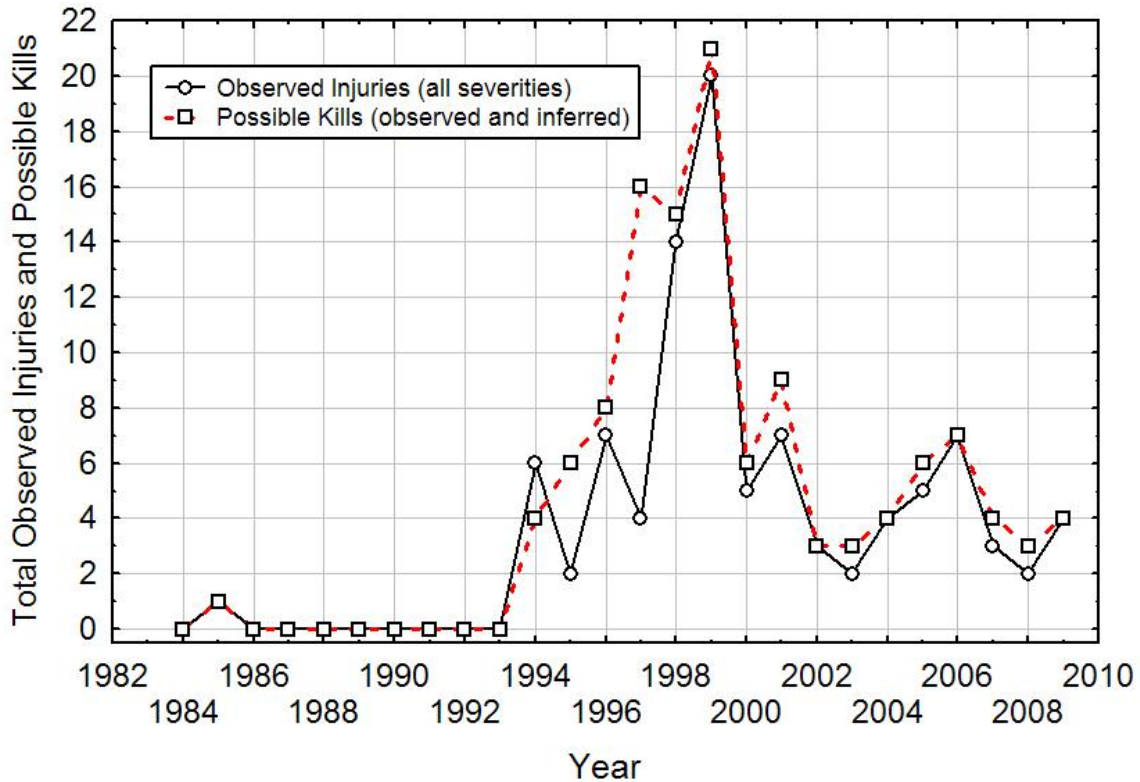 Total Observed Injuries and Possible Kills
22
20
18
16
14
12
10
8
6
4
2
0
Observed Injuries (all severities)
Possible Kills (observed and inferred)
1982 1986 1990 1994 1998 2002 2006 2010
1984 1988 1992 1996 2000 2004 2008
Year